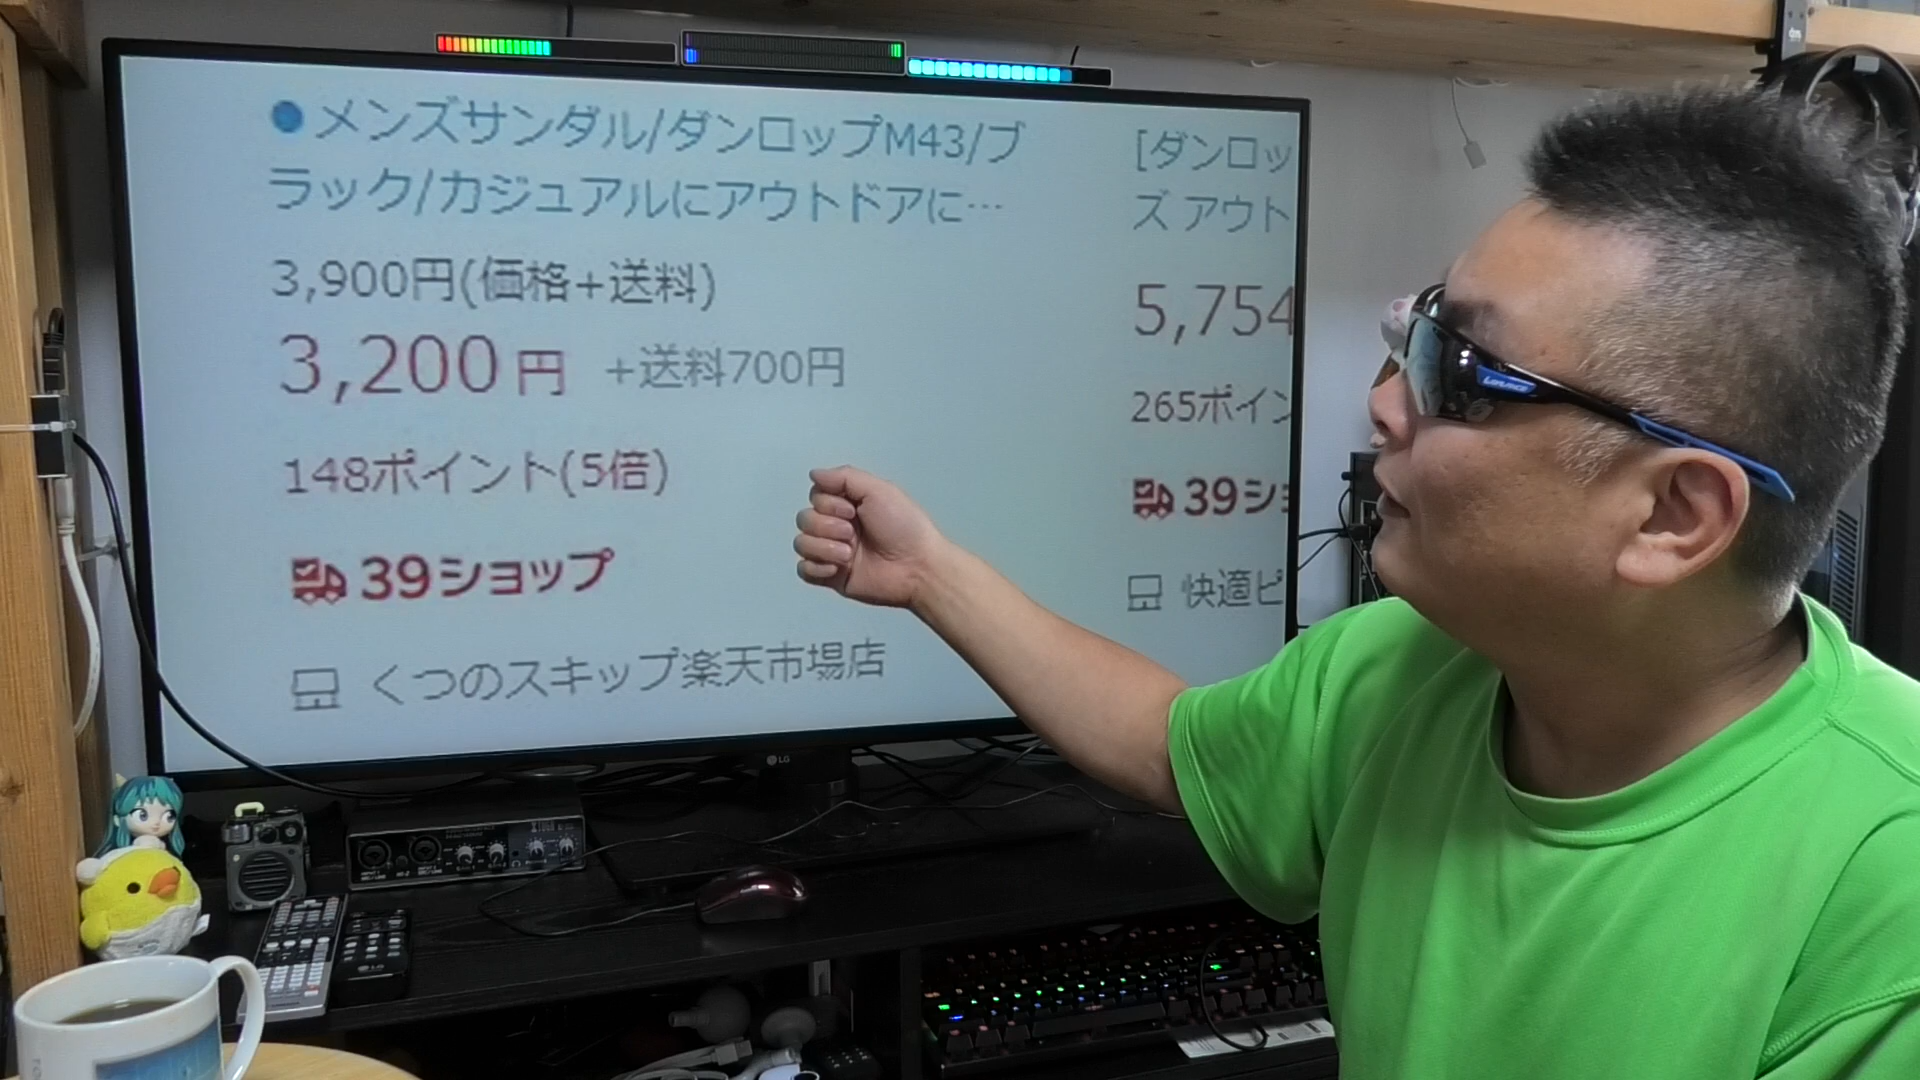 ●メンズサンダル/ダンロップM43/ブ
ラック/カジュアルにアウトドアに…
3,900円(価格+送料)
3,200円 +送料700円
148ポイント(5倍)
39ショップ
くつのスキップ楽天市場店
[ダンロッ
ズ アウト
5,754
265ポイン
39ショ
快適ピ
LG